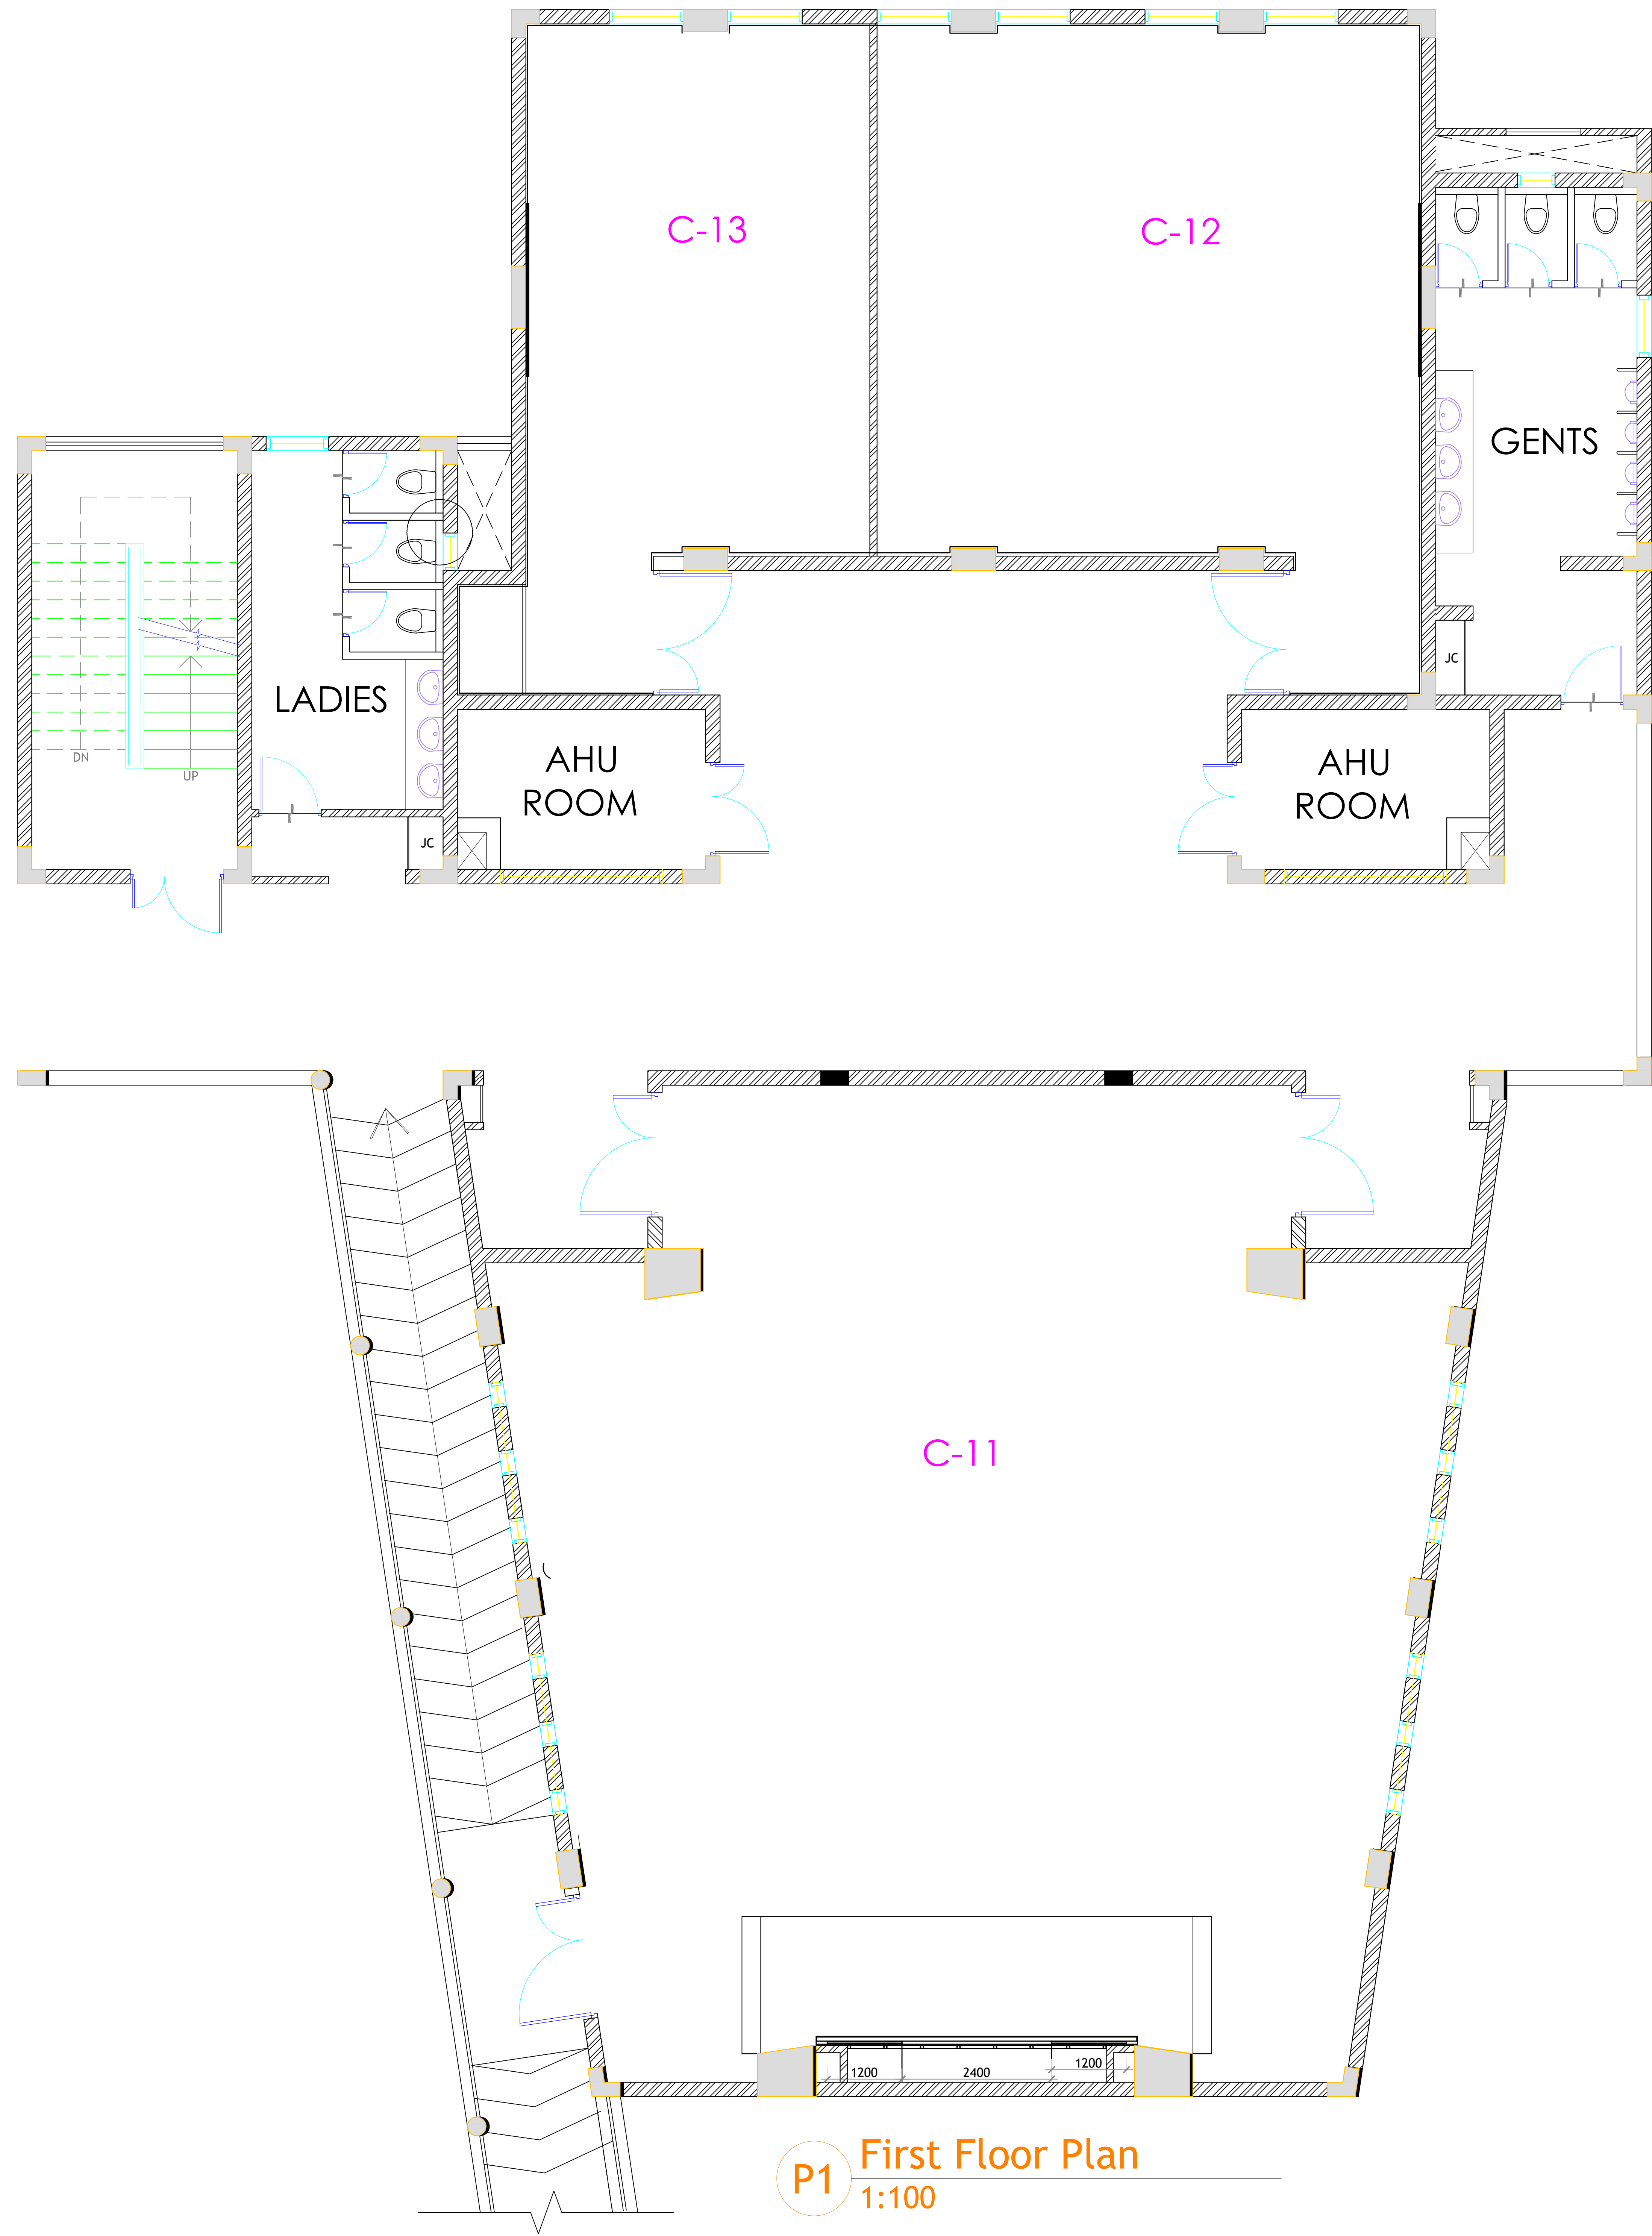 C-13
C-12
GENTS
JC
LADIES
DN
UP
AHU
ROOM
AHU
ROOM
JC
C-11
1200
2400
1200
P1
First Floor Plan
1:100